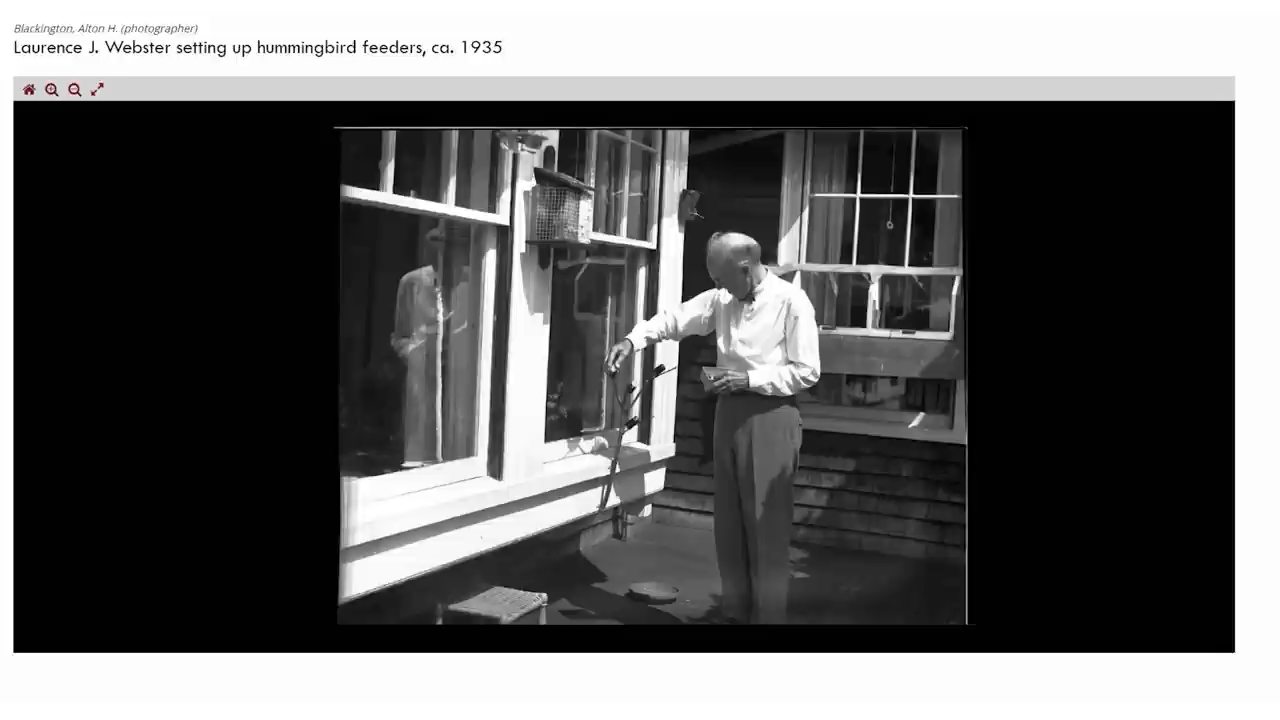 Blackington, Alton H. (photographer)
Laurence J. Webster setting up hummingbird feeders, ca. 1935